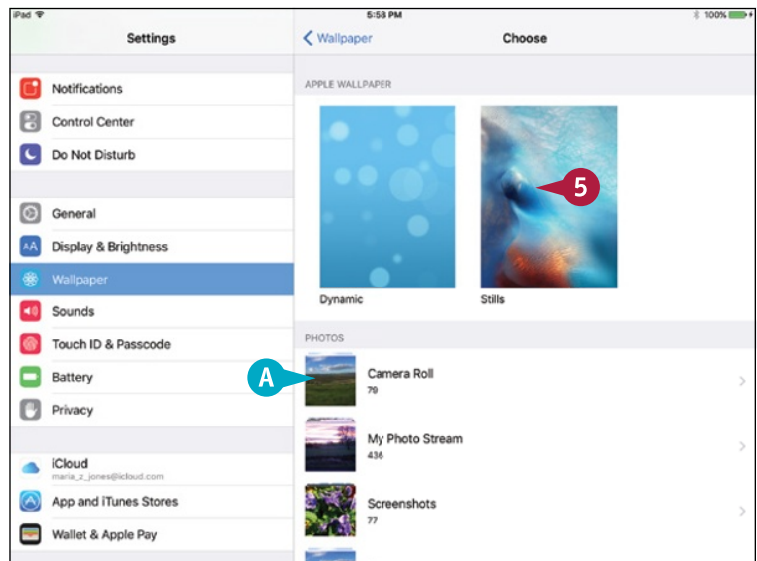 iPad
5:53 PM
100%
Settings
Wallpaper
Choose
Notifications
Control Center
Do Not Disturb
General
AA
Display & Brightness
Wallpaper
Sounds
Touch ID & Passcode
Battery
Privacy
iCloud
maria_z_jones@icloud.com
App and iTunes Stores
Wallet & Apple Pay
APPLE WALLPAPER
5
Dynamic
Stills
PHOTOS
A
Camera Roll
79
My Photo Stream
436
Screenshots
77